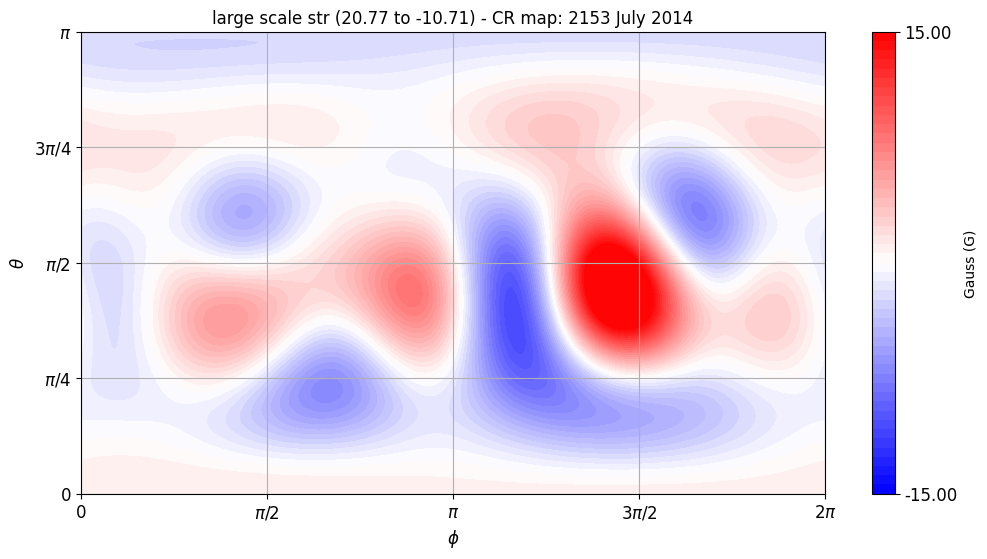 large scale str (20.77 to -10.71) - CR map: 2153 July 2014
π
3π/4
π/2
π/4
0
θ
0
π/2
π
3π/2
2π
ϕ
15.00
-15.00
Gauss (G)